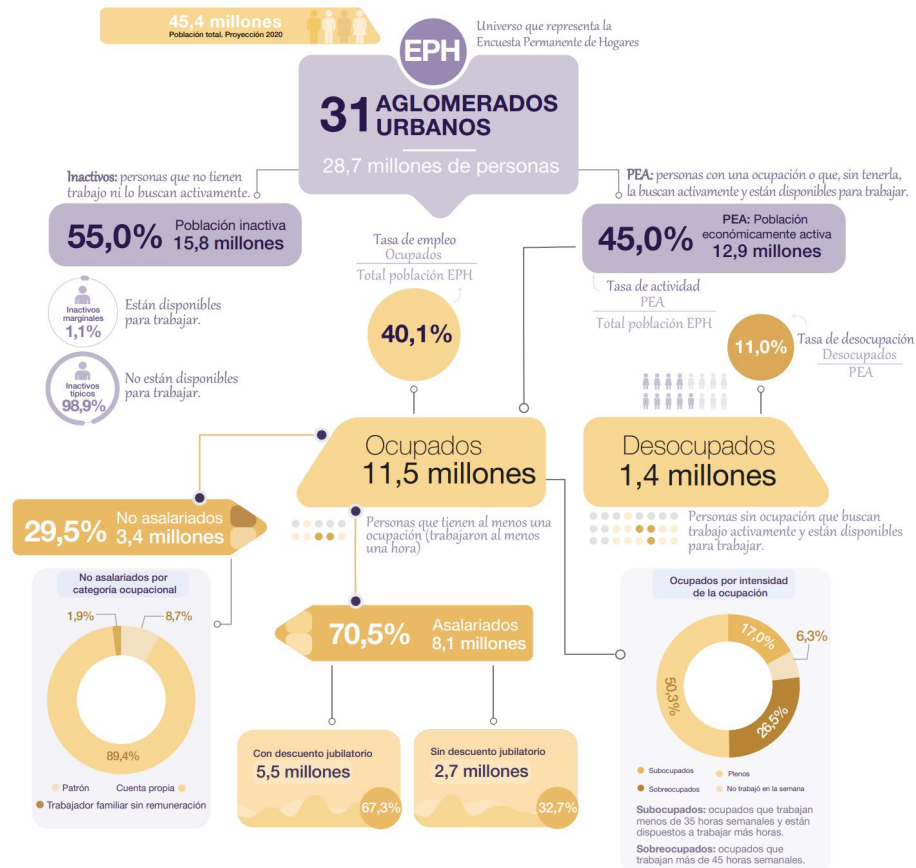 45,4 millones
Población total. Proyección 2020
EPH
Universo que representa la
Encuesta Permanente de Hogares
31 AGLOMERADOS
URBANOS
28,7 millones de personas
Inactivos: personas que no tienen
trabajo ni lo buscan activamente.
55,0% Población inactiva
15,8 millones
Inactivos
marginales
1,1%
Están disponibles
para trabajar.
Inactivos
típicos
98,9%
No están disponibles
para trabajar.
Tasa de empleo
Ocupados
Total población EPH
40,1%
PEA: personas con una ocupación o que, sin tenerla,
la buscan activamente y están disponibles para trabajar.
45,0% PEA: Población
económicamente activa
12,9 millones
Tasa de actividad
PEA
Total población EPH
11,0%
Tasa de desocupación
Desocupados
PEA
Ocupados
11,5 millones
Personas que tienen al menos una
ocupación (trabajaron al menos
una hora)
Desocupados
1,4 millones
Personas sin ocupación que buscan
trabajo activamente y están disponibles
para trabajar.
29,5% No asalariados
3,4 millones
No asalariados por
categoría ocupacional
1,9%
8,7%
89,4%
Patrón
Cuenta propia
Trabajador familiar sin remuneración
70,5% Asalariados
8,1 millones
Con descuento jubilatorio
5,5 millones
67,3%
Sin descuento jubilatorio
2,7 millones
32,7%
Ocupados por intensidad
de la ocupación
17,0%
6,3%
50,3%
26,5%
Subocupados
Plenos
Sobreocupados
No trabajó en la semana
Subocupados: ocupados que trabajan
menos de 35 horas semanales y están
dispuestos a trabajar más horas.
Sobreocupados: ocupados que
trabajan más de 45 horas semanales.